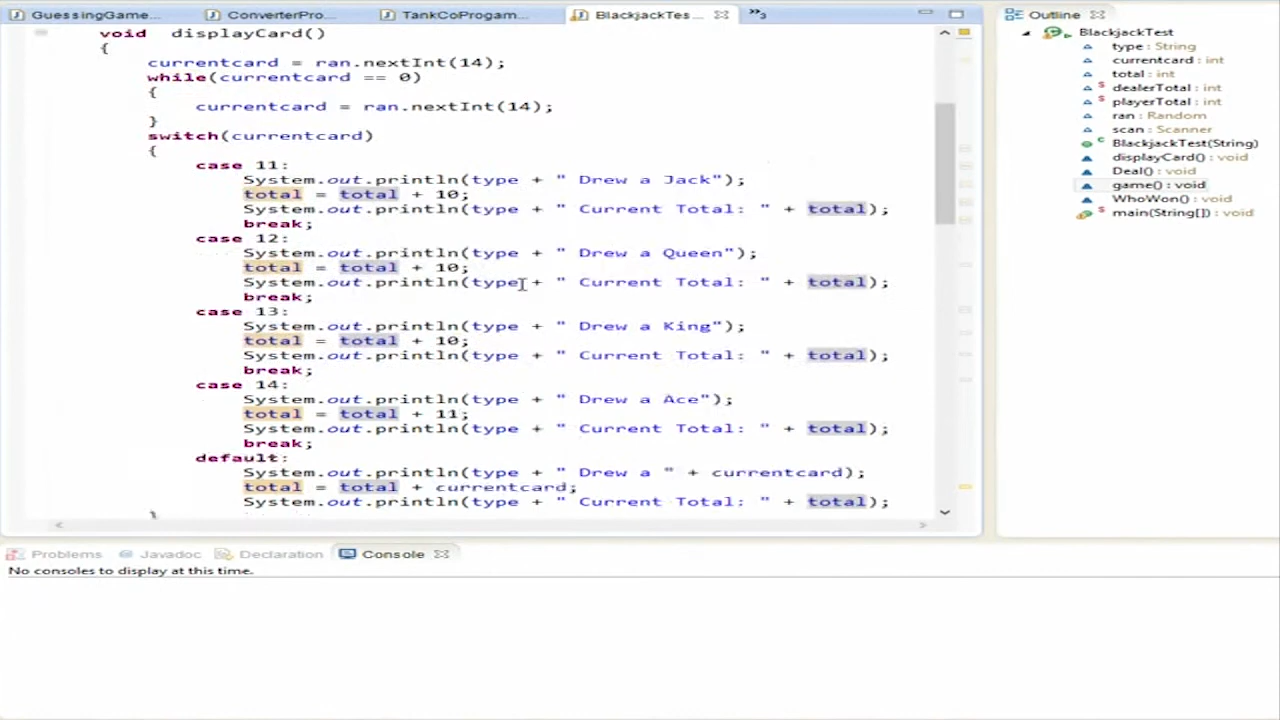 GuessingGame... ConverterPro... TankCoProgam... BlackjackTes... »3
void displayCard()
{
currentcard = ran.nextInt(14);
while(currentcard == 0)
{
currentcard = ran.nextInt(14);
}
switch(currentcard)
{
case 11:
System.out.println(type + " Drew a Jack");
total = total + 10;
System.out.println(type + " Current Total: " + total);
break;
case 12:
System.out.println(type + " Drew a Queen");
total = total + 10;
System.out.println(type + " Current Total: " + total);
break;
case 13:
System.out.println(type + " Drew a King");
total = total + 10;
System.out.println(type + " Current Total: " + total);
break;
case 14:
System.out.println(type + " Drew a Ace");
total = total + 11;
System.out.println(type + " Current Total: " + total);
break;
default:
System.out.println(type + " Drew a " + currentcard);
total = total + currentcard;
System.out.println(type + " Current Total: " + total);
}
Outline
BlackjackTest
type : String
currentcard : int
total : int
dealerTotal : int
playerTotal : int
ran : Random
scan : Scanner
BlackjackTest(String)
displayCard() : void
Deal() : void
game() : void
WhoWon() : void
main(String[]) : void
Problems Javadoc Declaration Console
No consoles to display at this time.